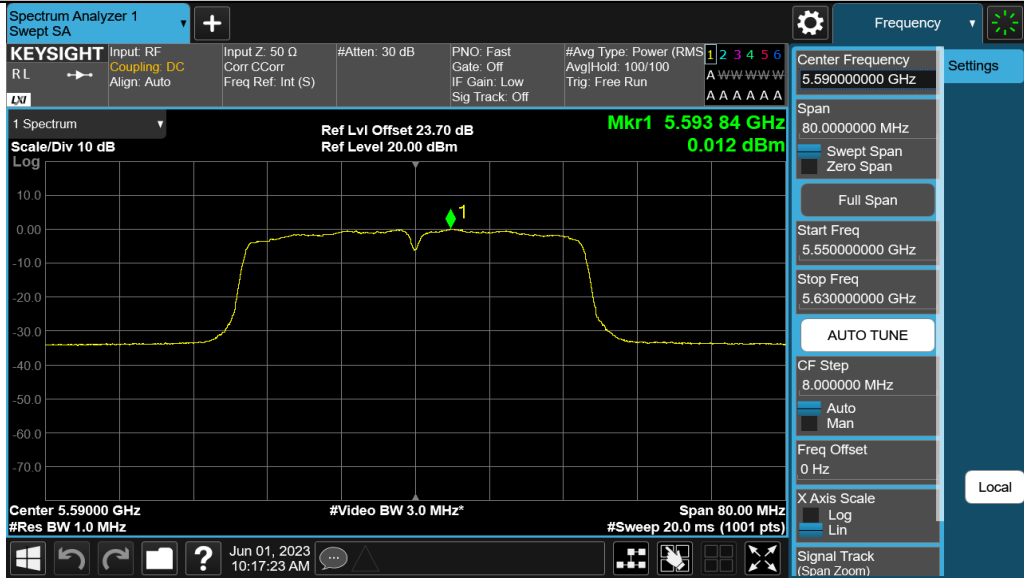 Spectrum Analyzer 1
Swept SA
Frequency
KEYSIGHT
R L
LXI
Input: RF
Coupling: DC
Align: Auto
Input Z: 50 Ω
Corr CCorr
Freq Ref: Int (S)
#Atten: 30 dB
PNO: Fast
Gate: Off
IF Gain: Low
Sig Track: Off
#Avg Type: Power (RMS
Avg|Hold: 100/100
Trig: Free Run
1 2 3 4 5 6
A W W W W W
A A A A A A
Center Frequency
5.590000000 GHz
Settings
Span
80.0000000 MHz
Swept Span
Zero Span
Full Span
Start Freq
5.550000000 GHz
Stop Freq
5.630000000 GHz
AUTO TUNE
CF Step
8.000000 MHz
Auto
Man
Freq Offset
0 Hz
X Axis Scale
Log
Lin
Signal Track
(Span Zoom)
Local
1 Spectrum
Scale/Div 10 dB
Ref Lvl Offset 23.70 dB
Ref Level 20.00 dBm
Mkr1 5.593 84 GHz
0.012 dBm
Log
10.0
0.00
-10.0
-20.0
-30.0
-40.0
-50.0
-60.0
-70.0
1
Center 5.59000 GHz
#Video BW 3.0 MHz*
Span 80.00 MHz
#Res BW 1.0 MHz
#Sweep 20.0 ms (1001 pts)
?
Jun 01, 2023
10:17:23 AM